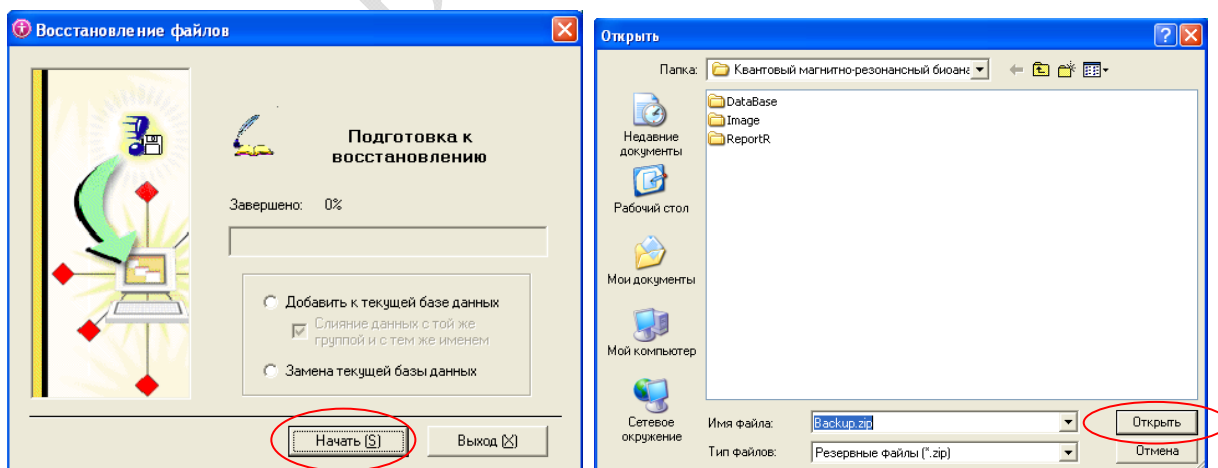 Восстановление файлов
Подготовка к
восстановлению
Завершено: 0%
Добавить к текущей базе данных
Слияние данных с той же
группой и с тем же именем
Замена текущей базы данных
Начать (S)
Выход (X)
Открыть
Папка:
Квантовый магнитно-резонансный биоана
DataBase
Image
ReportR
Недавние
документы
Рабочий стол
Мои документы
Мой компьютер
Сетевое
окружение
Имя файла:
Backup.zip
Открыть
Тип файлов:
Резервные файлы (*.zip)
Отмена